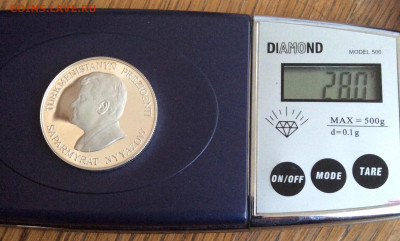 COINS.CAVE.RU
TÜRKMENISTANYŇ PREZIDENTI
SAPARMYRAT NYÝAZOW
DIAMOND
MODEL 500
28.0
MAX = 500g
d=0.1g
ON/OFF
MODE
TARE